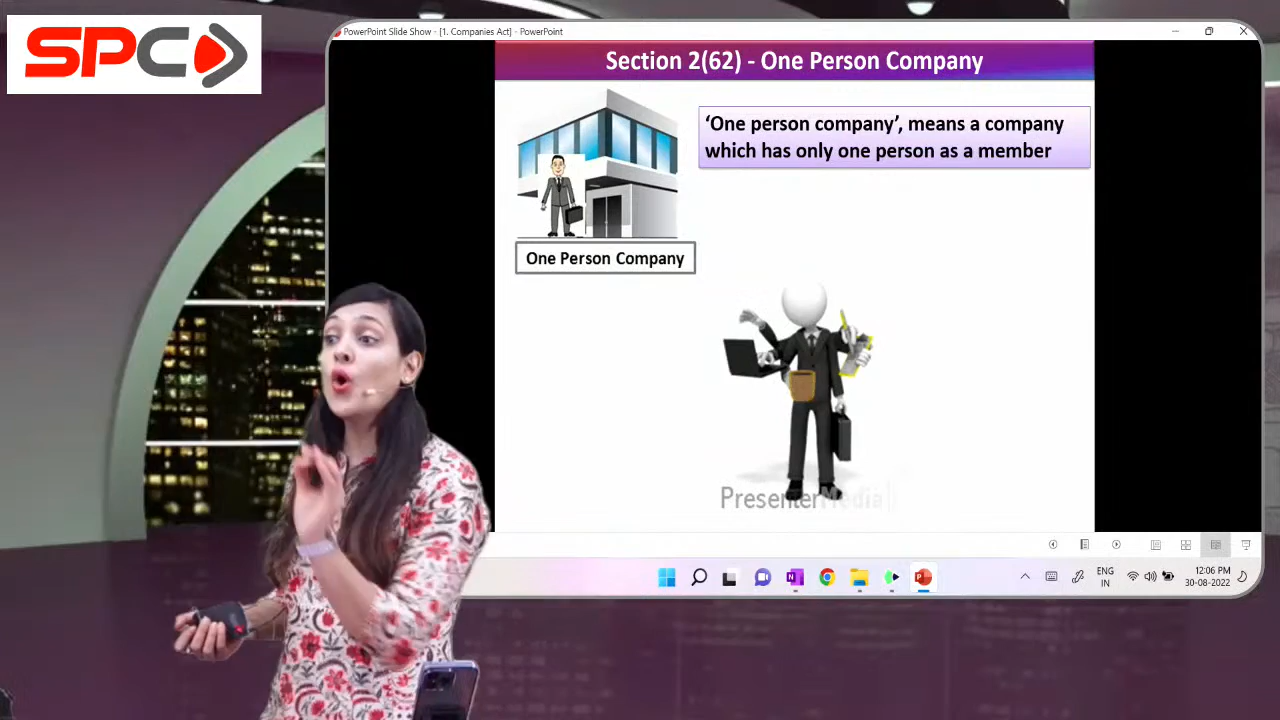 SPC
PowerPoint Slide Show - [1. Companies Act] - PowerPoint
Section 2(62) - One Person Company
‘One person company’, means a company
which has only one person as a member
One Person Company
PresenterMedia
ENG
IN
12:06 PM
30-08-2022